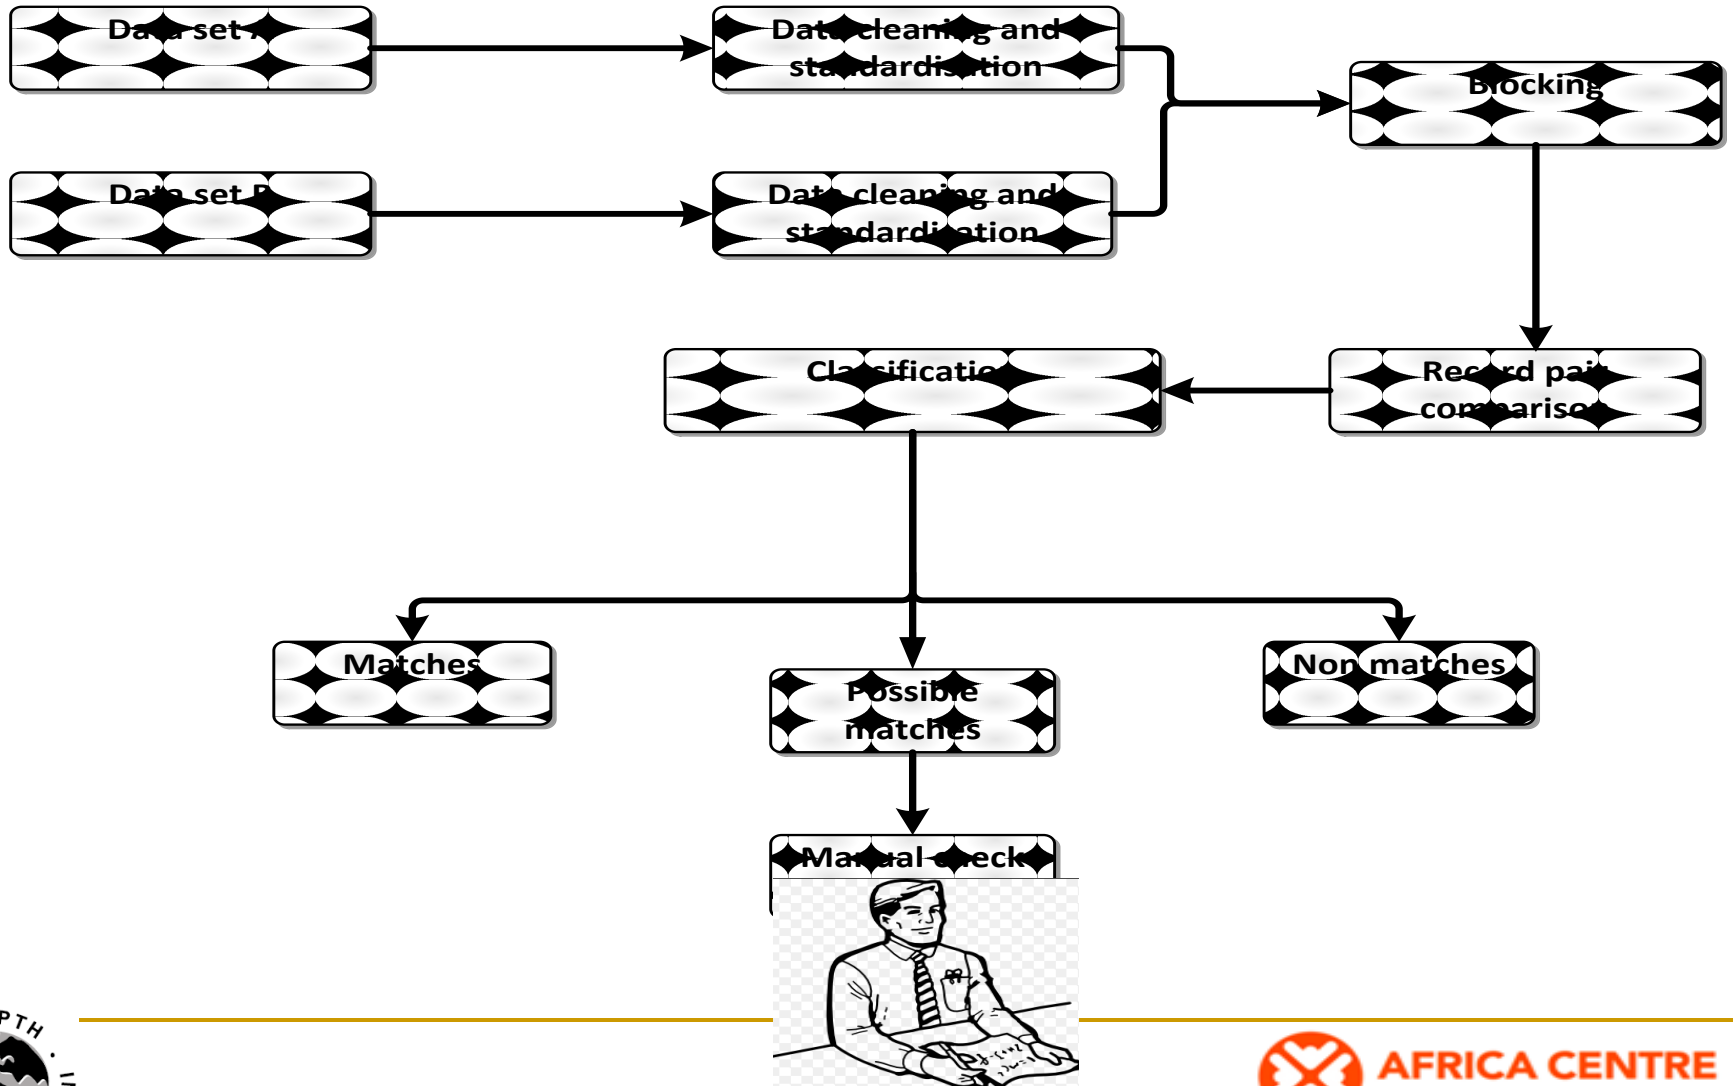 Data set A
Data cleaning and
standardisation
Blocking
Data set B
Data cleaning and
standardisation
Classification
Record pair
comparison
Matches
Possible
matches
Non matches
Manual check
PTH
AFRICA CENTRE